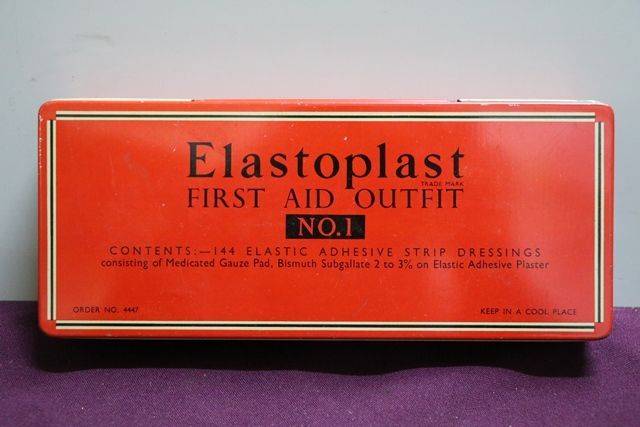 Elastoplast
TRADE MARK
FIRST AID OUTFIT
NO.1
CONTENTS:—144 ELASTIC ADHESIVE STRIP DRESSINGS
consisting of Medicated Gauze Pad, Bismuth Subgallate 2 to 3% on Elastic Adhesive Plaster
ORDER NO. 4447
KEEP IN A COOL PLACE